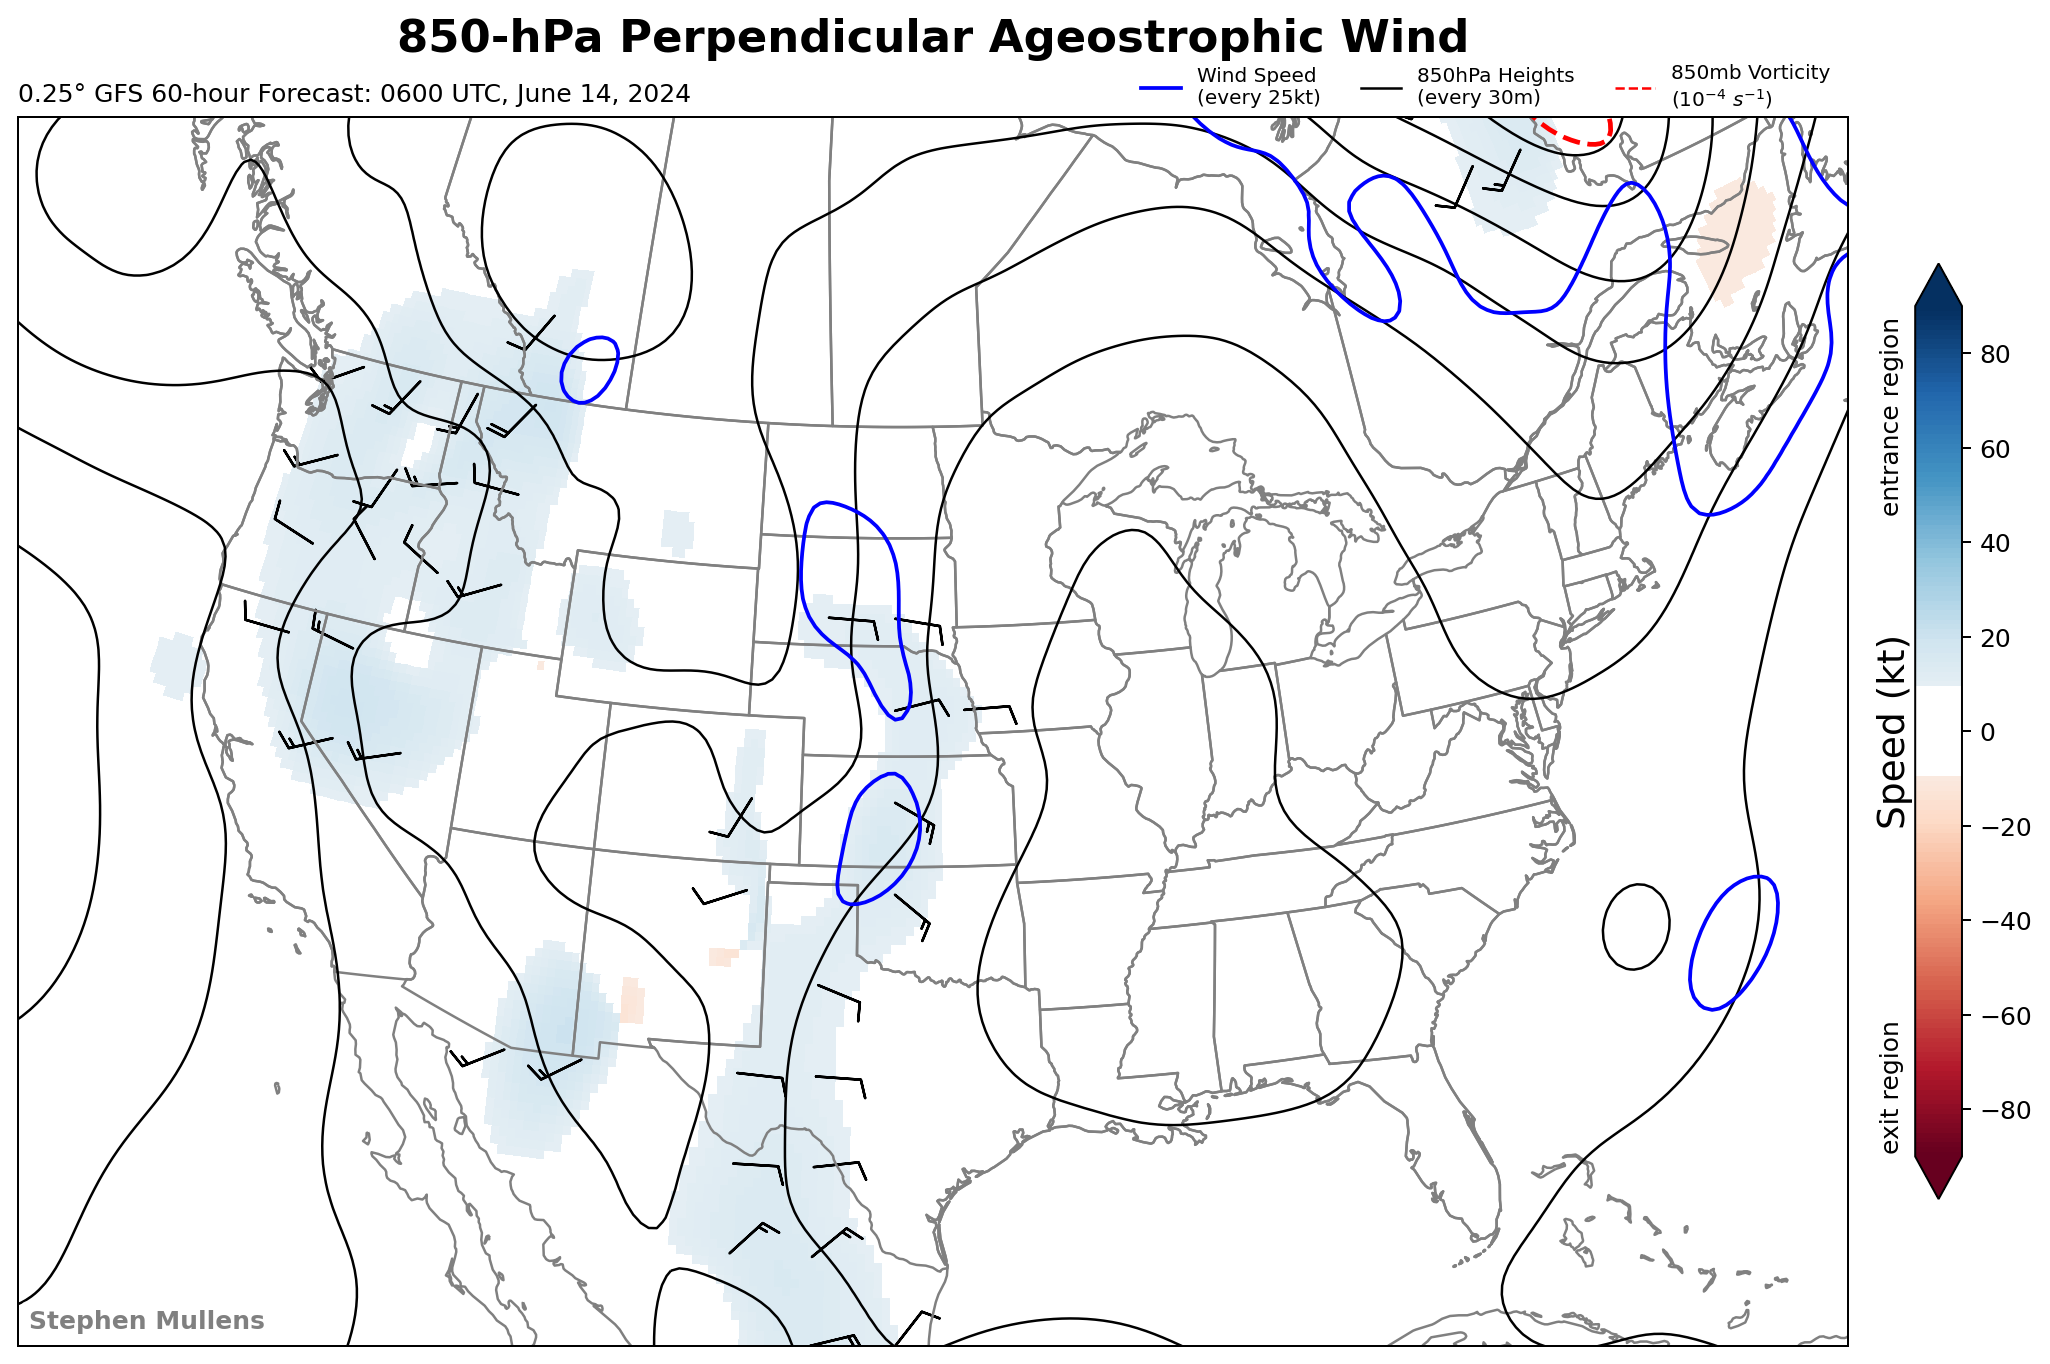 850-hPa Perpendicular Ageostrophic Wind
0.25° GFS 60-hour Forecast: 0600 UTC, June 14, 2024
Wind Speed
(every 25kt)
850hPa Heights
(every 30m)
850mb Vorticity
(10⁻⁴ s⁻¹)
entrance region
Speed (kt)
exit region
80
60
40
20
0
−20
−40
−60
−80
Stephen Mullens